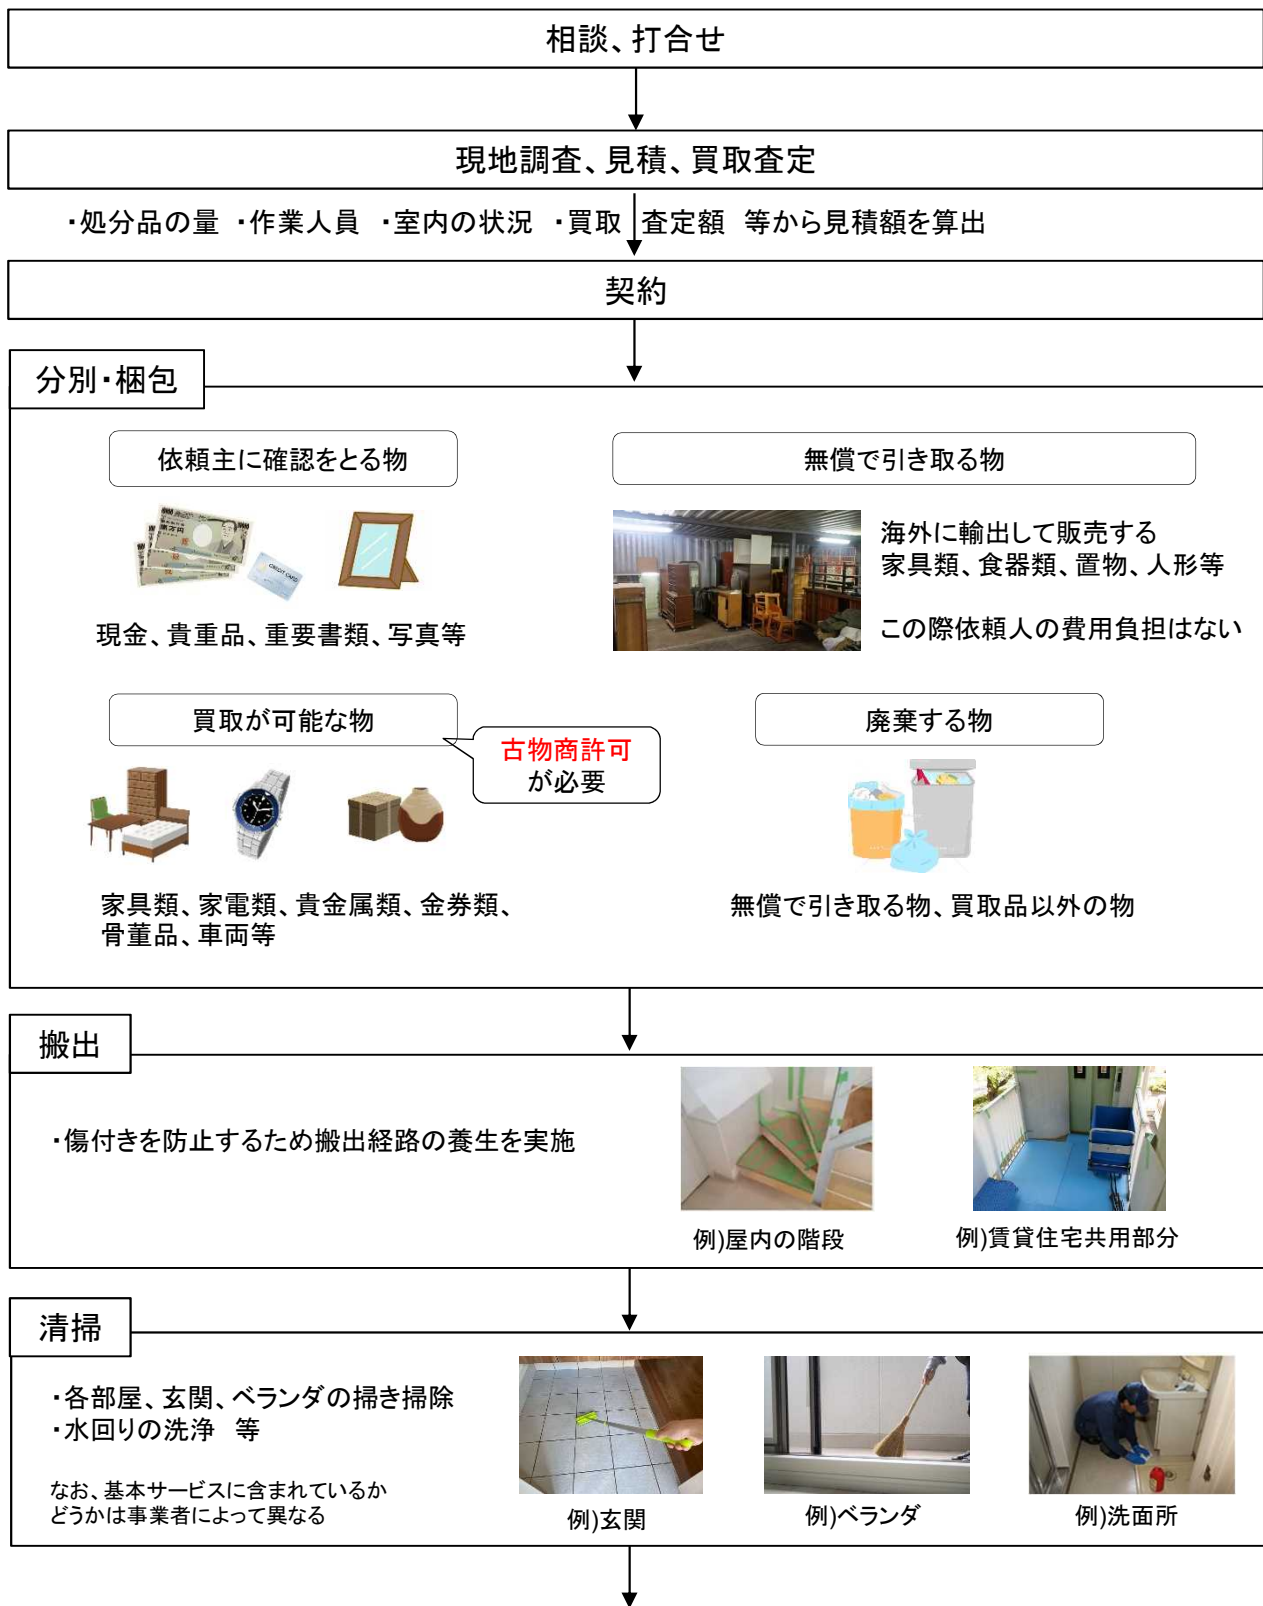 相談、打合せ
現地調査、見積、買取査定
・処分品の量 ・作業人員 ・室内の状況 ・買取 査定額 等から見積額を算出
契約
分別・梱包
依頼主に確認をとる物
CREDIT CARD
現金、貴重品、重要書類、写真等
無償で引き取る物
海外に輸出して販売する
家具類、食器類、置物、人形等
この際依頼人の費用負担はない
買取が可能な物
古物商許可
が必要
家具類、家電類、貴金属類、金券類、
骨董品、車両等
廃棄する物
無償で引き取る物、買取品以外の物
搬出
・傷付きを防止するため搬出経路の養生を実施
例)屋内の階段
例)賃貸住宅共用部分
清掃
・各部屋、玄関、ベランダの掃き掃除
・水回りの洗浄 等
なお、基本サービスに含まれているか
どうかは事業者によって異なる
例)玄関
例)ベランダ
例)洗面所